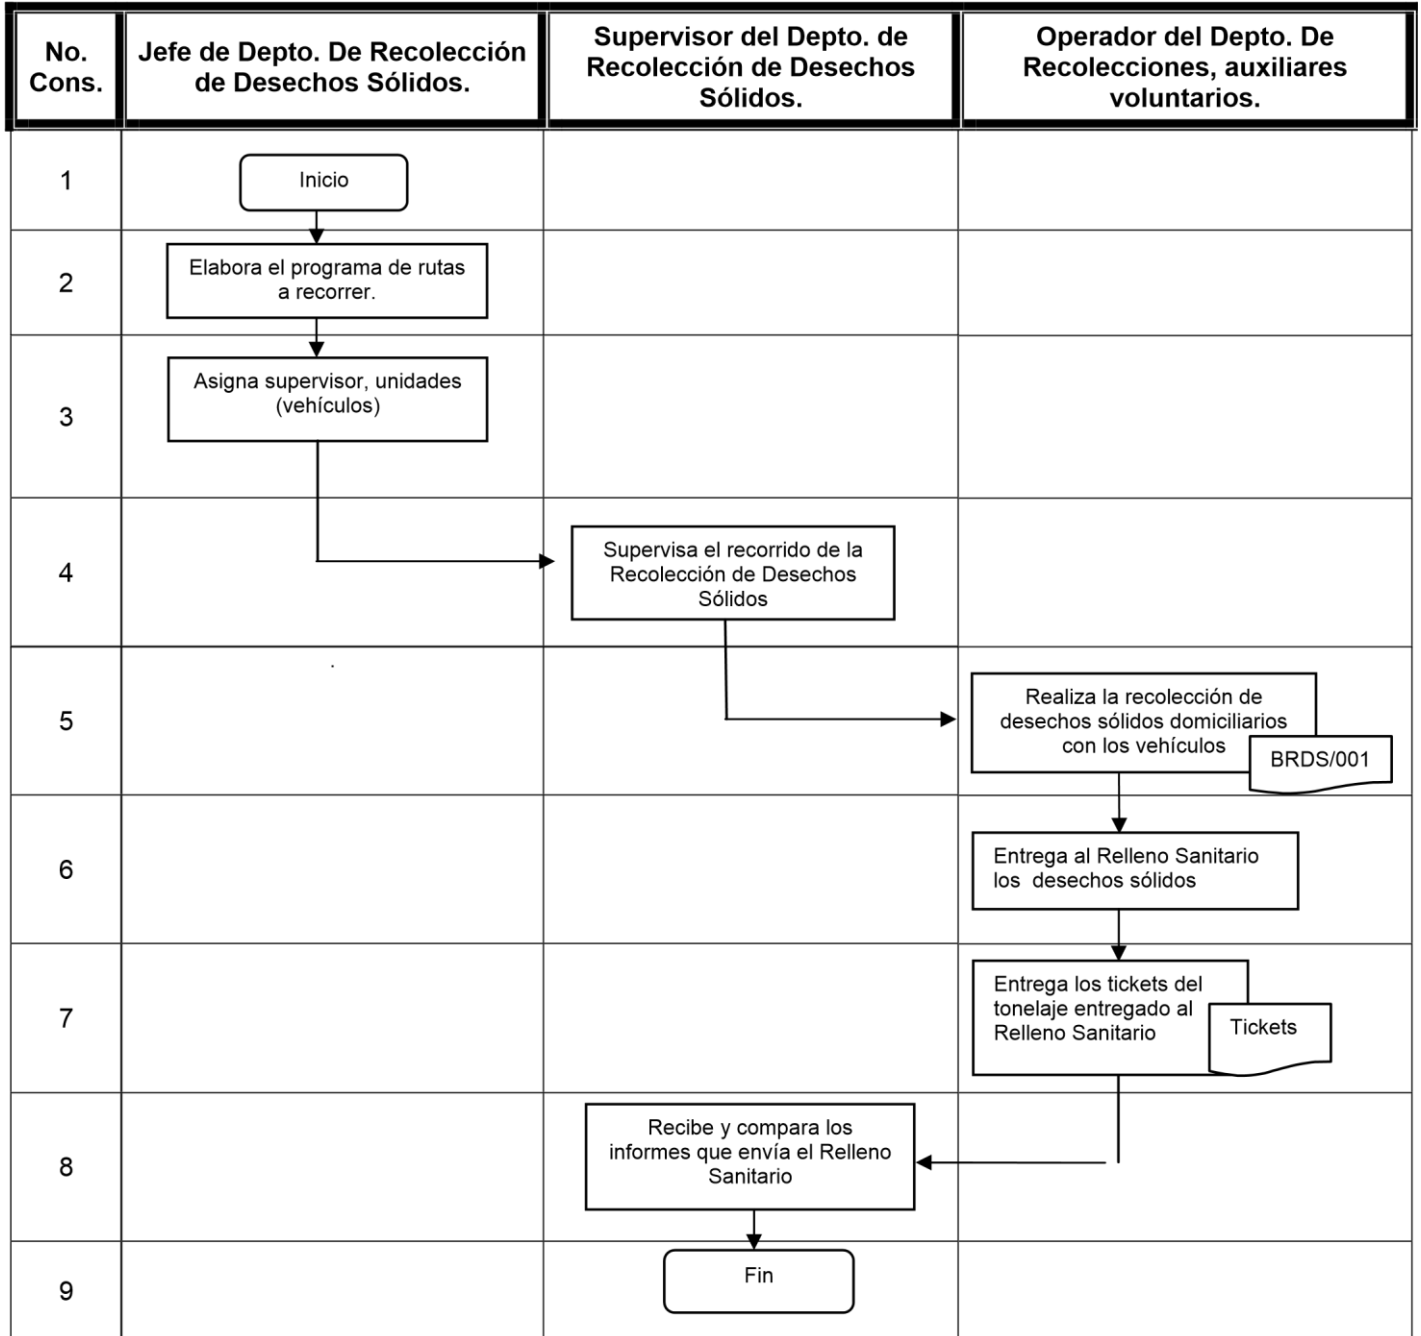 No.
Cons.
Jefe de Depto. De Recolección
de Desechos Sólidos.
Supervisor del Depto. de
Recolección de Desechos
Sólidos.
Operador del Depto. De
Recolecciones, auxiliares
voluntarios.
1
Inicio
2
Elabora el programa de rutas
a recorrer.
3
Asigna supervisor, unidades
(vehículos)
4
Supervisa el recorrido de la
Recolección de Desechos
Sólidos
5
Realiza la recolección de
desechos sólidos domiciliarios
con los vehículos
BRDS/001
6
Entrega al Relleno Sanitario
los desechos sólidos
7
Entrega los tickets del
tonelaje entregado al
Relleno Sanitario
Tickets
8
Recibe y compara los
informes que envía el Relleno
Sanitario
9
Fin